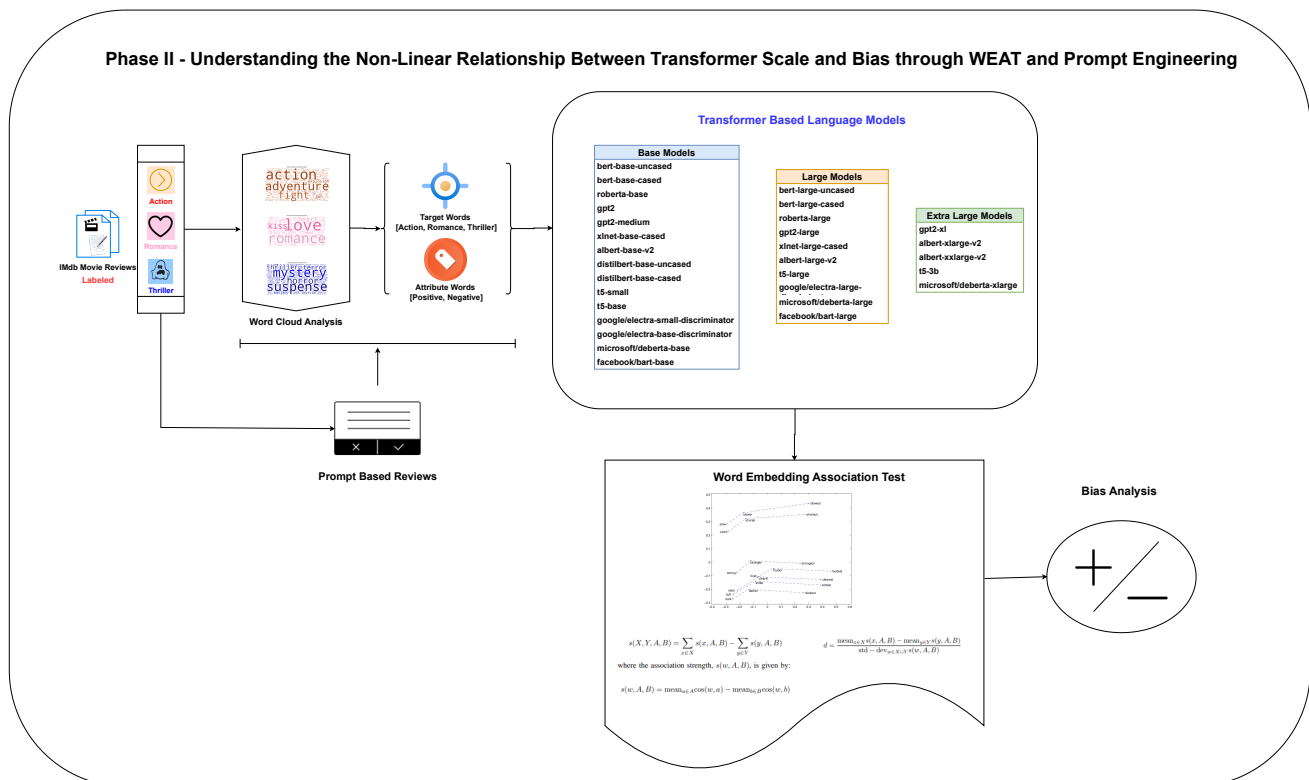 Phase II - Understanding the Non-Linear Relationship Between Transformer Scale and Bias through WEAT and Prompt Engineering
IMdb Movie Reviews
Labeled
Action
Romance
Thriller
action
adventure
fight
kiss love
romance
mystery
horror
suspense
Word Cloud Analysis
Target Words
[Action, Romance, Thriller]
Attribute Words
[Positive, Negative]
Prompt Based Reviews
Transformer Based Language Models
Base Models
bert-base-uncased
bert-base-cased
roberta-base
gpt2
gpt2-medium
xlnet-base-cased
albert-base-v2
distilbert-base-uncased
distilbert-base-cased
t5-small
t5-base
google/electra-small-discriminator
google/electra-base-discriminator
microsoft/deberta-base
facebook/bart-base
Large Models
bert-large-uncased
bert-large-cased
roberta-large
gpt2-large
xlnet-large-cased
albert-large-v2
t5-large
google/electra-large-
microsoft/deberta-large
facebook/bart-large
Extra Large Models
gpt2-xl
albert-xlarge-v2
albert-xxlarge-v2
t5-3b
microsoft/deberta-xlarge
Word Embedding Association Test
s(X, Y, A, B) = ∑x∈X s(x, A, B) − ∑y∈Y s(y, A, B)
d = meanx∈X s(x, A, B) − meany∈Y s(y, A, B) / std − devw∈X∪Y s(w, A, B)
where the association strength, s(w, A, B), is given by:
s(w, A, B) = meana∈A cos(w, a) − meanb∈B cos(w, b)
Bias Analysis